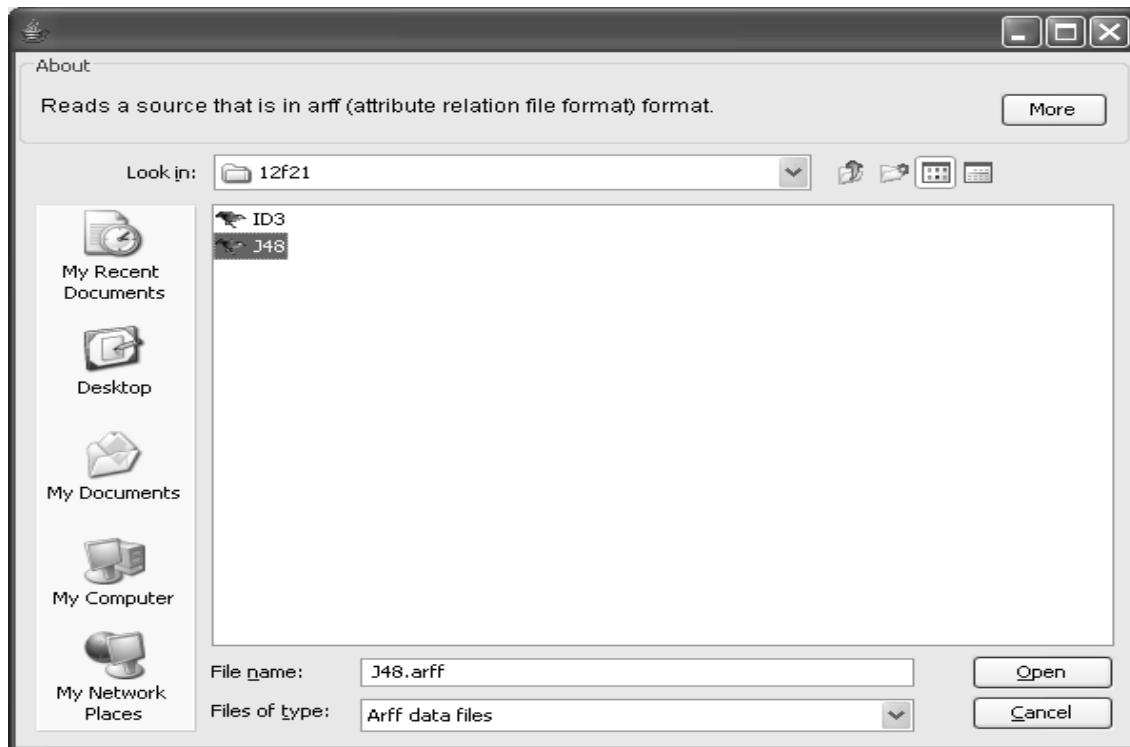 About
Reads a source that is in arff (attribute relation file format) format.
More
Look in:
12f21
ID3
J48
My Recent
Documents
Desktop
My Documents
My Computer
My Network
Places
File name:
J48.arff
Open
Files of type:
Arff data files
Cancel